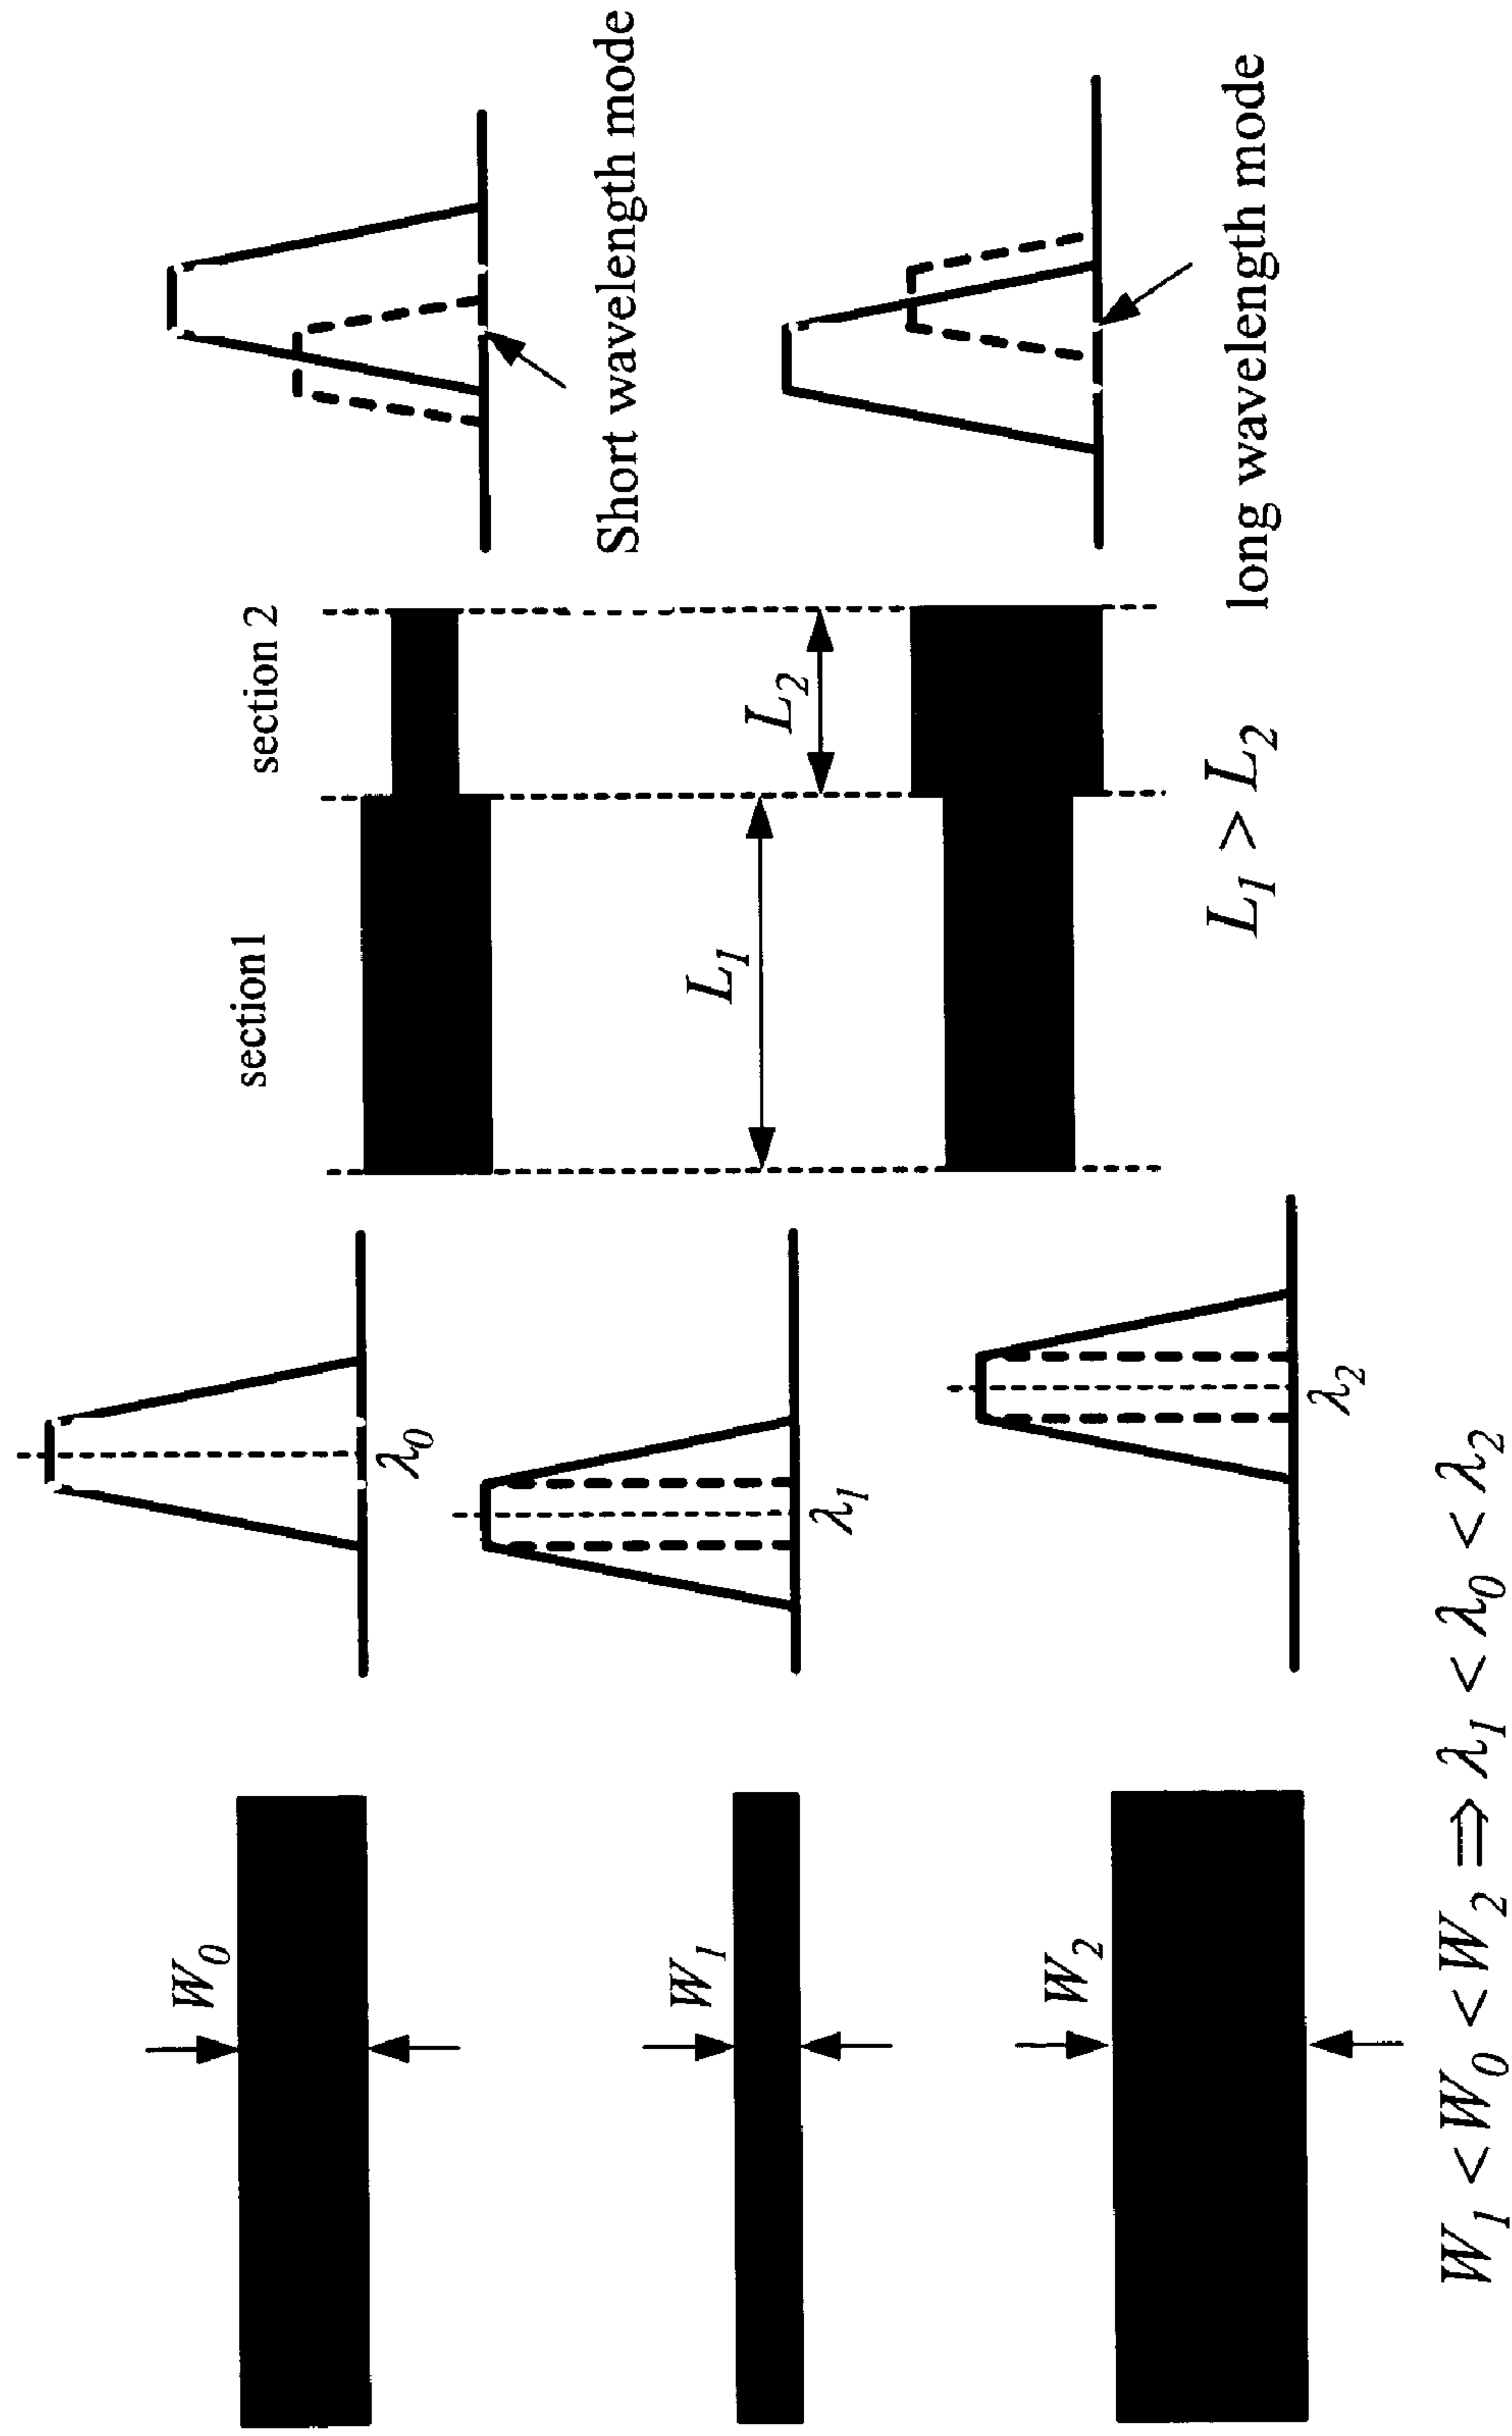 W₀
λ₀
W₁
λ₁
W₂
λ₂
W₁ < W₀ < W₂ ⇒ λ₁ < λ₀ < λ₂
section1
section 2
L₁
L₂
L₁ > L₂
Short wavelength mode
long wavelength mode